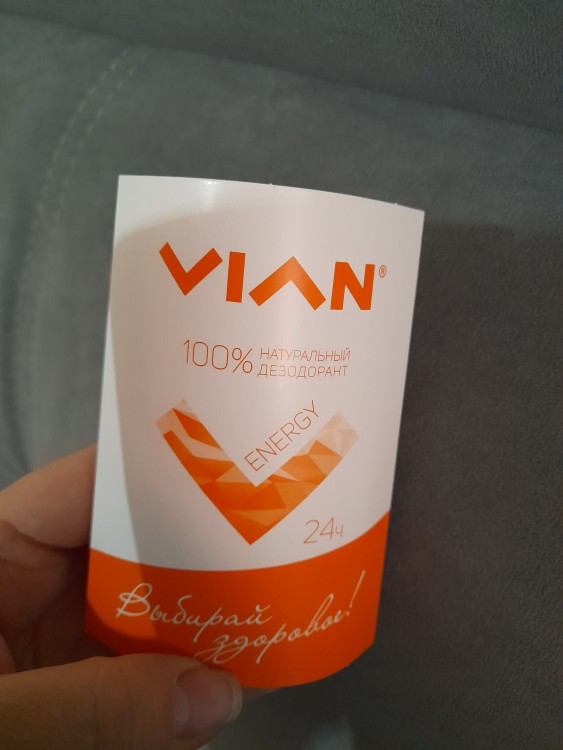 VIAN®
100% НАТУРАЛЬНЫЙ
ДЕЗОДОРАНТ
ENERGY
24ч
Выбирай
здоровое!